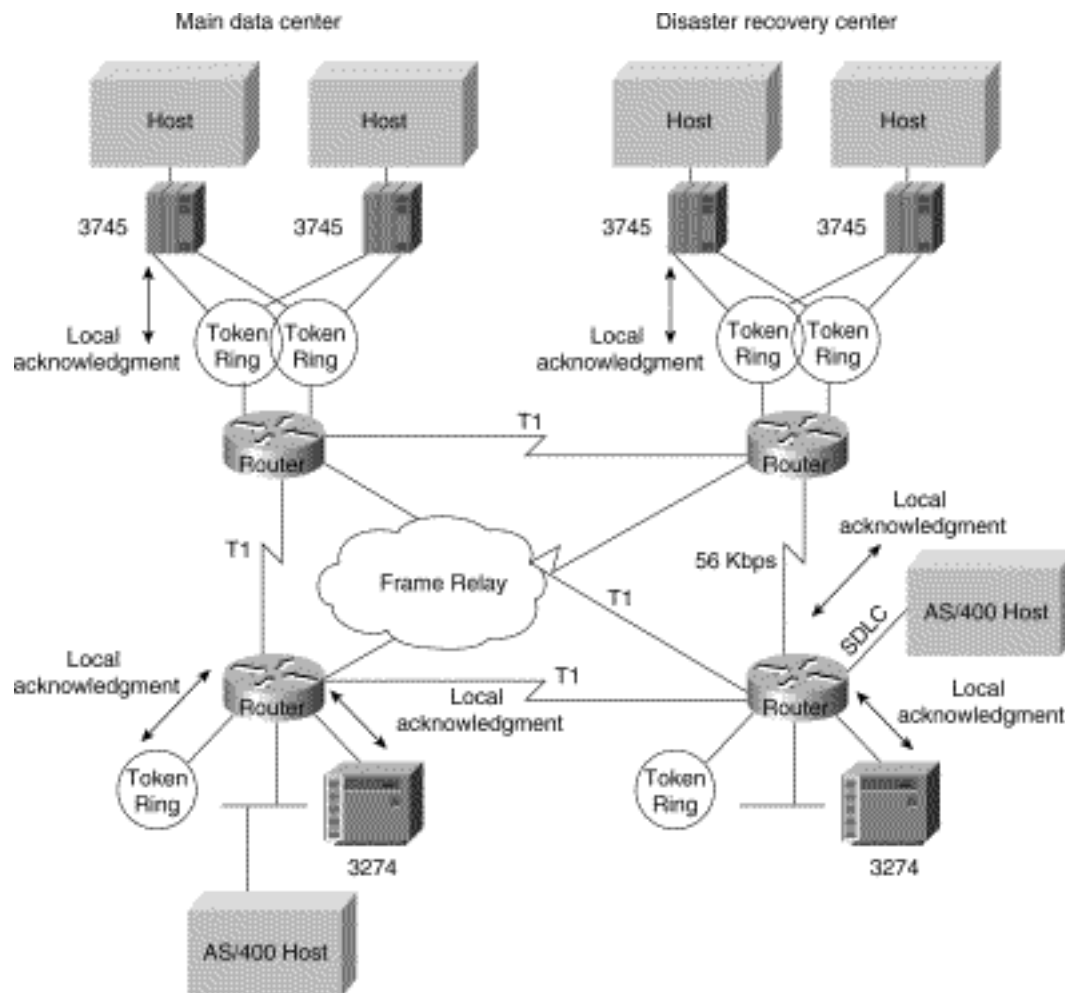 Main data center
Disaster recovery center
Host
Host
Host
Host
3745
3745
3745
3745
Local
acknowledgment
Token
Ring
Token
Ring
Local
acknowledgment
Token
Ring
Token
Ring
T1
Router
Router
Local
acknowledgment
T1
Frame Relay
56 Kbps
T1
AS/400 Host
SDLC
Local
acknowledgment
Router
T1
Local
acknowledgment
Router
Local
acknowledgment
Token
Ring
3274
Token
Ring
3274
AS/400 Host